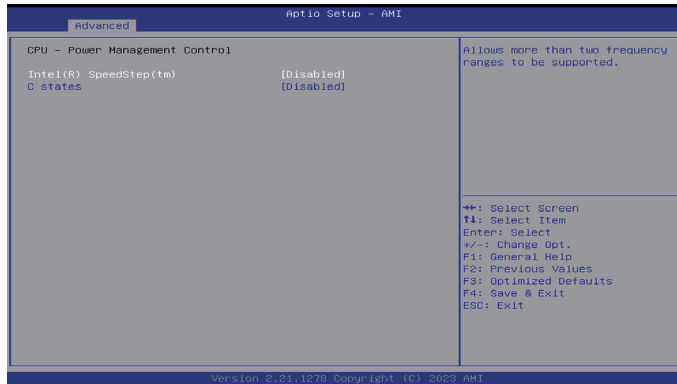 Aptio Setup - AMI
Advanced
CPU - Power Management Control
Intel(R) SpeedStep(tm) [Disabled]
C states [Disabled]
Allows more than two frequency
ranges to be supported.
→←: Select Screen
↑↓: Select Item
Enter: Select
+/-: Change Opt.
F1: General Help
F2: Previous Values
F3: Optimized Defaults
F4: Save & Exit
ESC: Exit
Version 2.21.1278 Copyright (C) 2023 AMI